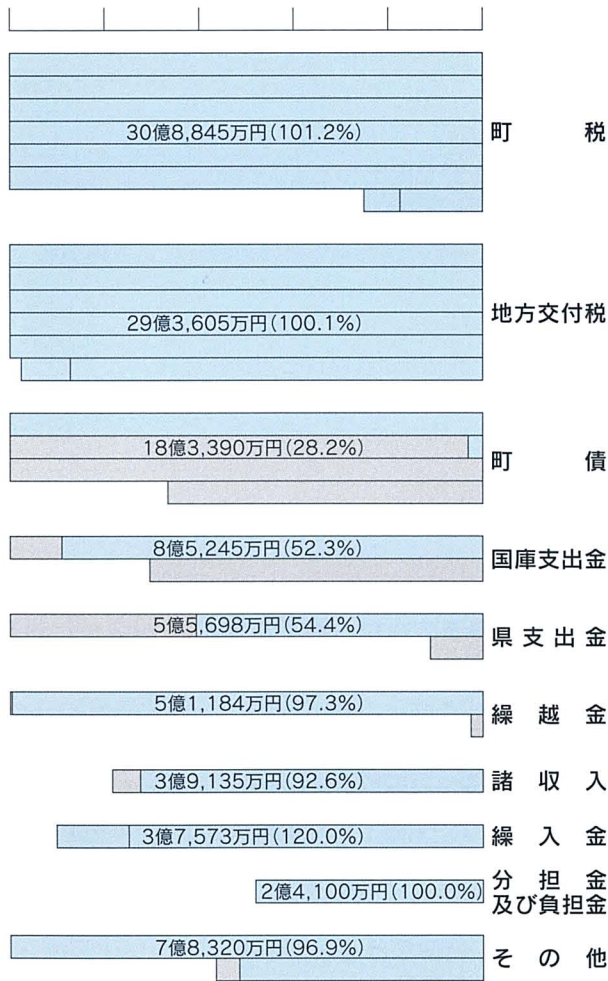 30億8,845万円(101.2%) 町税
29億3,605万円(100.1%) 地方交付税
18億3,390万円(28.2%) 町債
8億5,245万円(52.3%) 国庫支出金
5億5,698万円(54.4%) 県支出金
5億1,184万円(97.3%) 繰越金
3億9,135万円(92.6%) 諸収入
3億7,573万円(120.0%) 繰入金
2億4,100万円(100.0%) 分担金
及び負担金
7億8,320万円(96.9%) その他